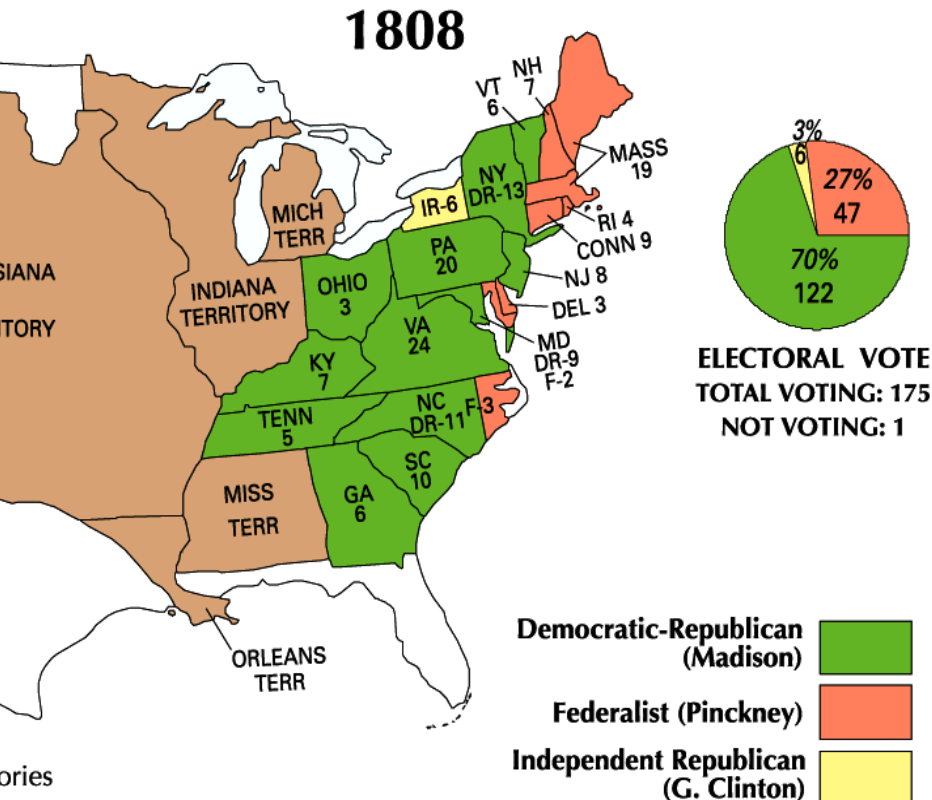 1808
NH
7
VT
6
MASS
19
NY
DR-13
IR-6
RI 4
CONN 9
3%
6
27%
47
70%
122
MICH
TERR
PA
20
NJ 8
SIANA
ITORY
INDIANA
TERRITORY
OHIO
3
DEL 3
VA
24
MD
DR-9
F-2
KY
7
ELECTORAL VOTE
TOTAL VOTING: 175
NOT VOTING: 1
TENN
5
NC
DR-11
F-3
SC
10
MISS
TERR
GA
6
ORLEANS
TERR
Democratic-Republican
(Madison)
Federalist (Pinckney)
Independent Republican
(G. Clinton)
ories